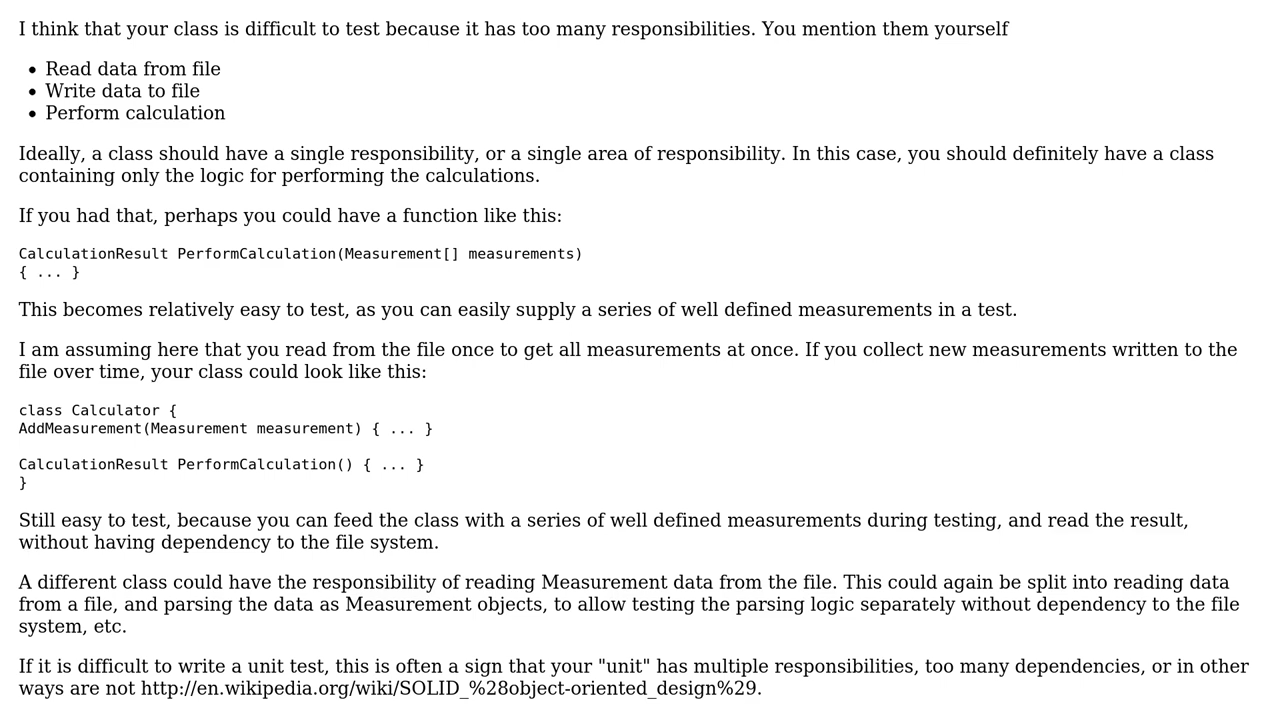 I think that your class is difficult to test because it has too many responsibilities. You mention them yourself
• Read data from file
• Write data to file
• Perform calculation
Ideally, a class should have a single responsibility, or a single area of responsibility. In this case, you should definitely have a class
containing only the logic for performing the calculations.
If you had that, perhaps you could have a function like this:
CalculationResult PerformCalculation(Measurement[] measurements)
{ ... }
This becomes relatively easy to test, as you can easily supply a series of well defined measurements in a test.
I am assuming here that you read from the file once to get all measurements at once. If you collect new measurements written to the
file over time, your class could look like this:
class Calculator {
AddMeasurement(Measurement measurement) { ... }
CalculationResult PerformCalculation() { ... }
}
Still easy to test, because you can feed the class with a series of well defined measurements during testing, and read the result,
without having dependency to the file system.
A different class could have the responsibility of reading Measurement data from the file. This could again be split into reading data
from a file, and parsing the data as Measurement objects, to allow testing the parsing logic separately without dependency to the file
system, etc.
If it is difficult to write a unit test, this is often a sign that your "unit" has multiple responsibilities, too many dependencies, or in other
ways are not http://en.wikipedia.org/wiki/SOLID_%28object-oriented_design%29.